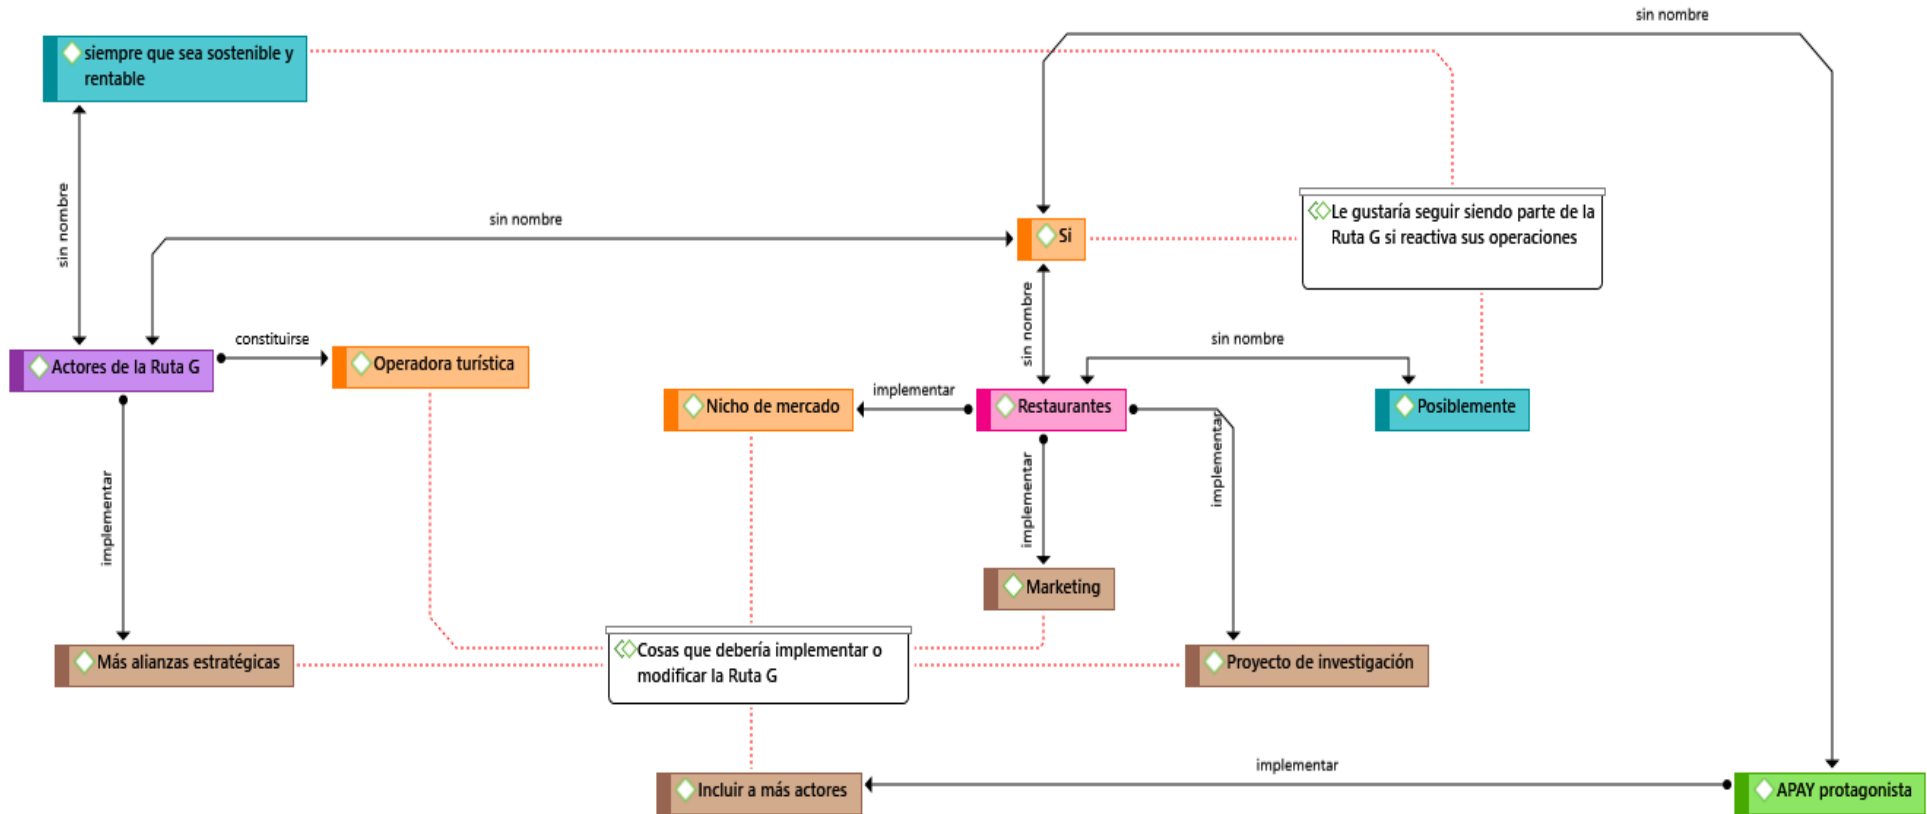 sin nombre
siempre que sea sostenible y
rentable
sin nombre
sin nombre
Si
Le gustaría seguir siendo parte de la
Ruta G si reactiva sus operaciones
sin nombre
constituirse
sin nombre
Actores de la Ruta G
Operadora turística
implementar
Nicho de mercado
Restaurantes
Posiblemente
implementar
implementar
implementar
Marketing
Más alianzas estratégicas
Cosas que debería implementar o
modificar la Ruta G
Proyecto de investigación
implementar
Incluir a más actores
APAY protagonista